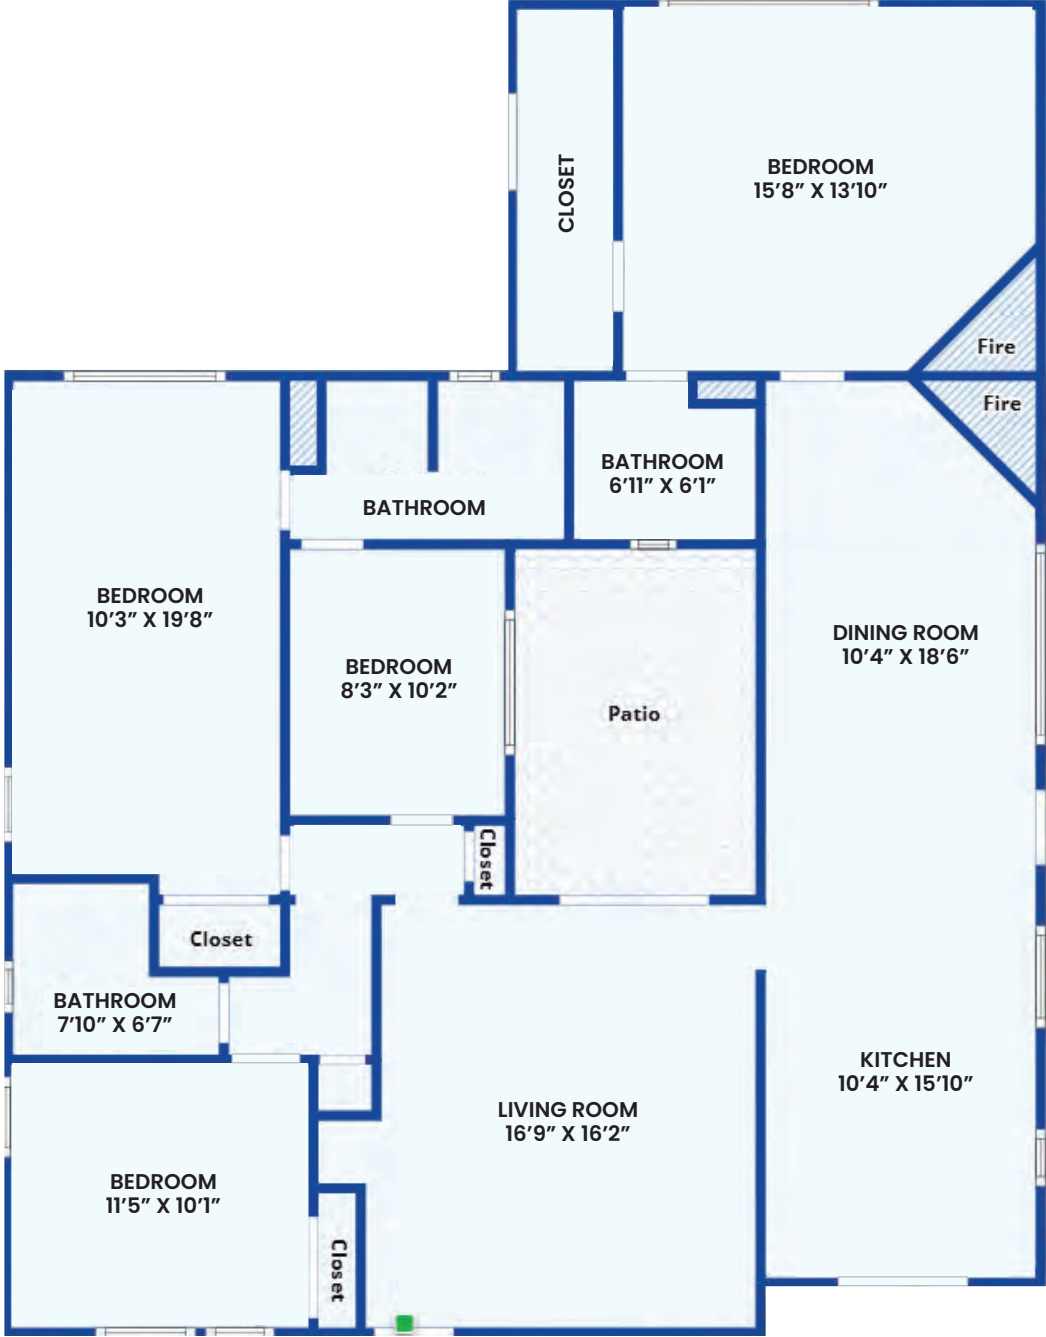 CLOSET
BEDROOM
15’8” X 13’10”
Fire
Fire
BATHROOM
6’11” X 6’1”
BATHROOM
BEDROOM
10’3” X 19’8”
BEDROOM
8’3” X 10’2”
Patio
DINING ROOM
10’4” X 18’6”
Closet
Closet
BATHROOM
7’10” X 6’7”
KITCHEN
10’4” X 15’10”
LIVING ROOM
16’9” X 16’2”
BEDROOM
11’5” X 10’1”
Closet